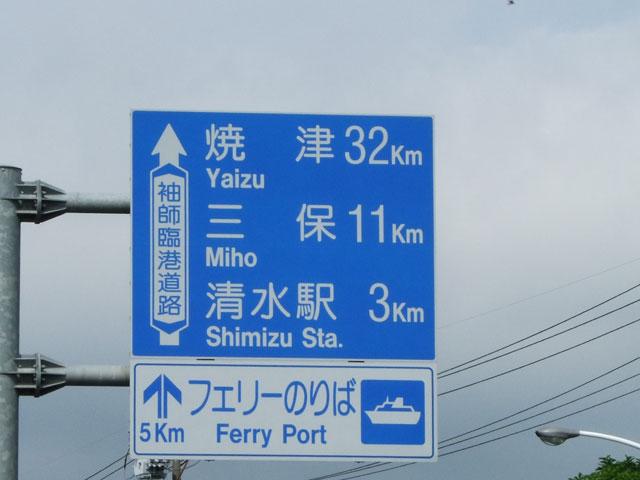 焼津 32Km
Yaizu
三保 11Km
Miho
清水駅 3Km
Shimizu Sta.
袖師臨港道路
フェリーのりば
5Km Ferry Port